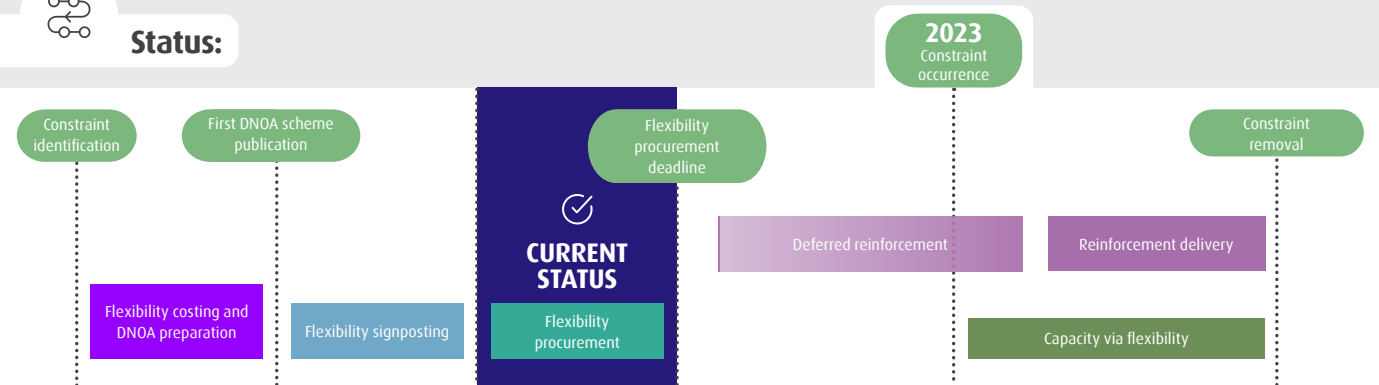 Status:
2023
Constraint
occurrence
Constraint
identification
First DNOA scheme
publication
Flexibility
procurement
deadline
Constraint
removal
CURRENT
STATUS
Deferred reinforcement
Reinforcement delivery
Flexibility costing and
DNOA preparation
Flexibility signposting
Flexibility
procurement
Capacity via flexibility